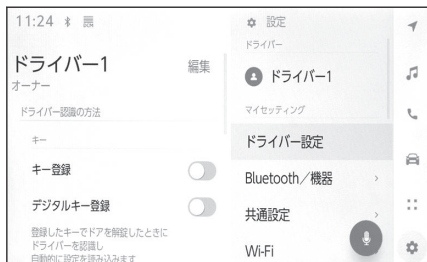 11:24
ドライバー1
編集
オーナー
ドライバー認識の方法
キー
キー登録
デジタルキー登録
登録したキーでドアを解錠したときに
ドライバーを認識し
自動的に設定を読み込みます
設定
ドライバー
ドライバー1
マイセッティング
ドライバー設定
Bluetooth／機器
共通設定
Wi-Fi